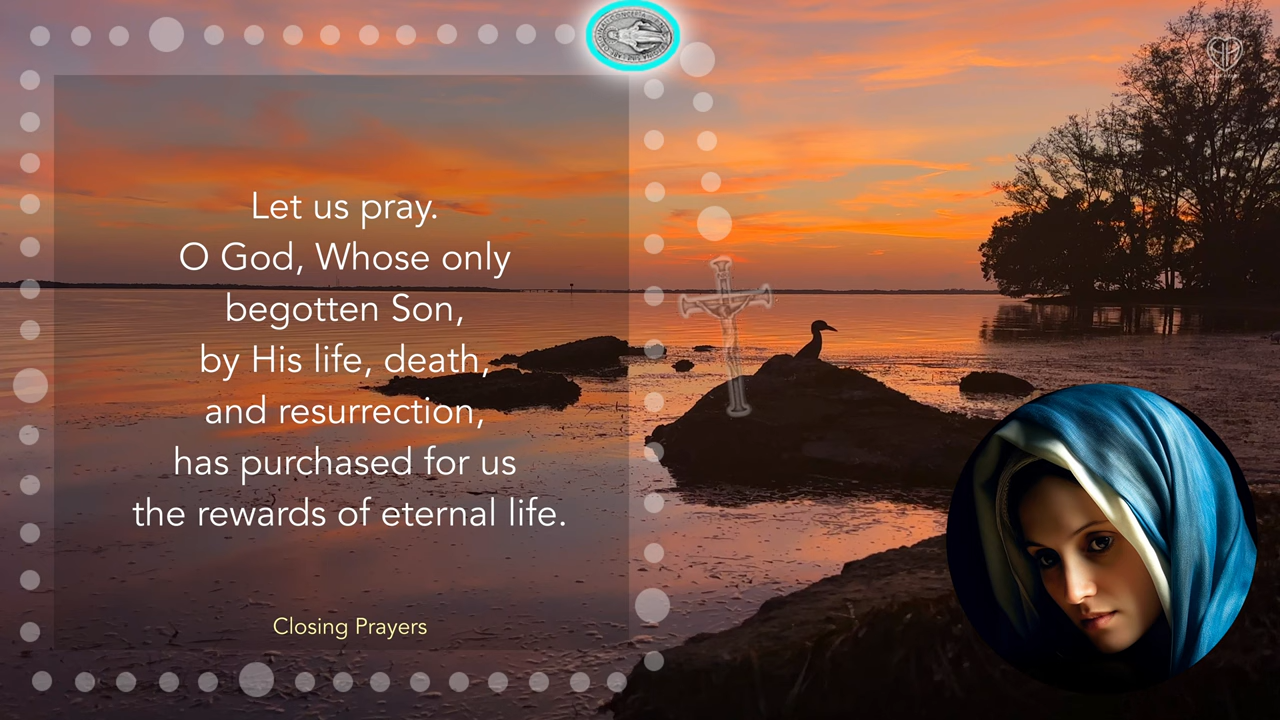 Let us pray.
O God, Whose only
begotten Son,
by His life, death,
and resurrection,
has purchased for us
the rewards of eternal life.
Closing Prayers